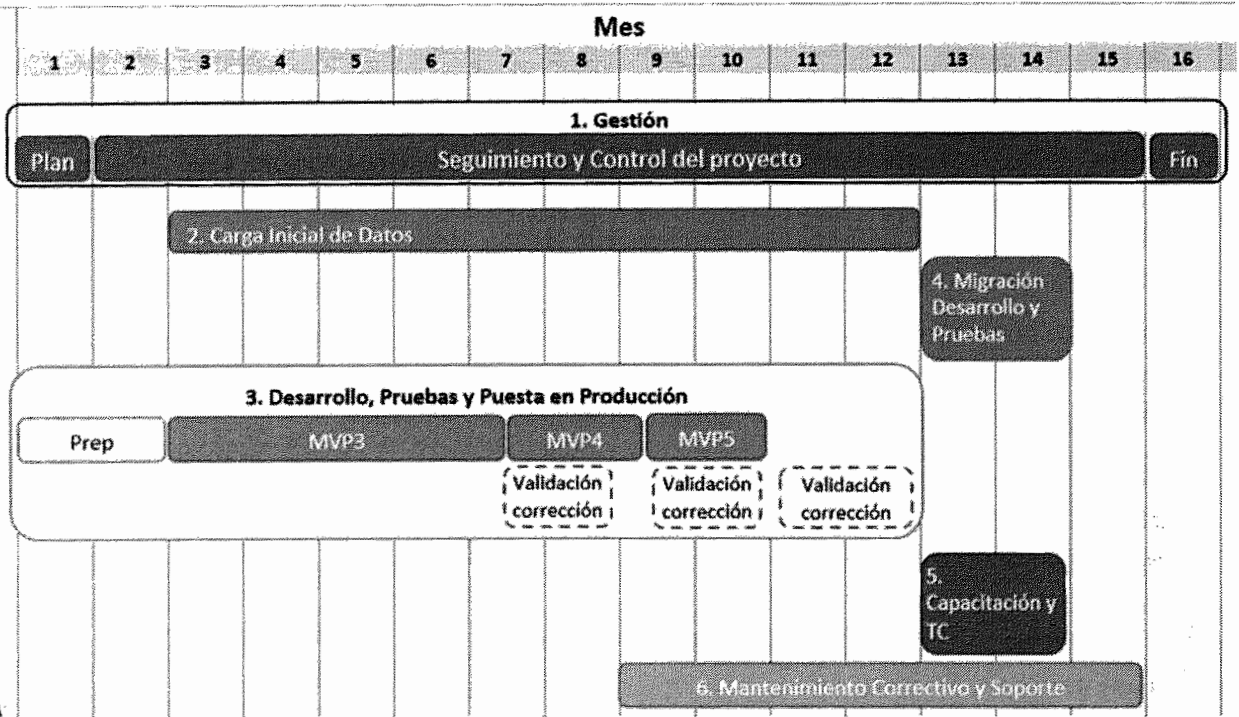 Mes
1 2 3 4 5 6 7 8 9 10 11 12 13 14 15 16
1. Gestión
Plan Seguimiento y Control del proyecto Fin
2. Carga Inicial de Datos
4. Migración
Desarrollo y
Pruebas
3. Desarrollo, Pruebas y Puesta en Producción
Prep MVP3 MVP4 MVP5
Validación Validación Validación
corrección corrección corrección
5.
Capacitación y
TC
6. Mantenimiento Correctivo y Soporte